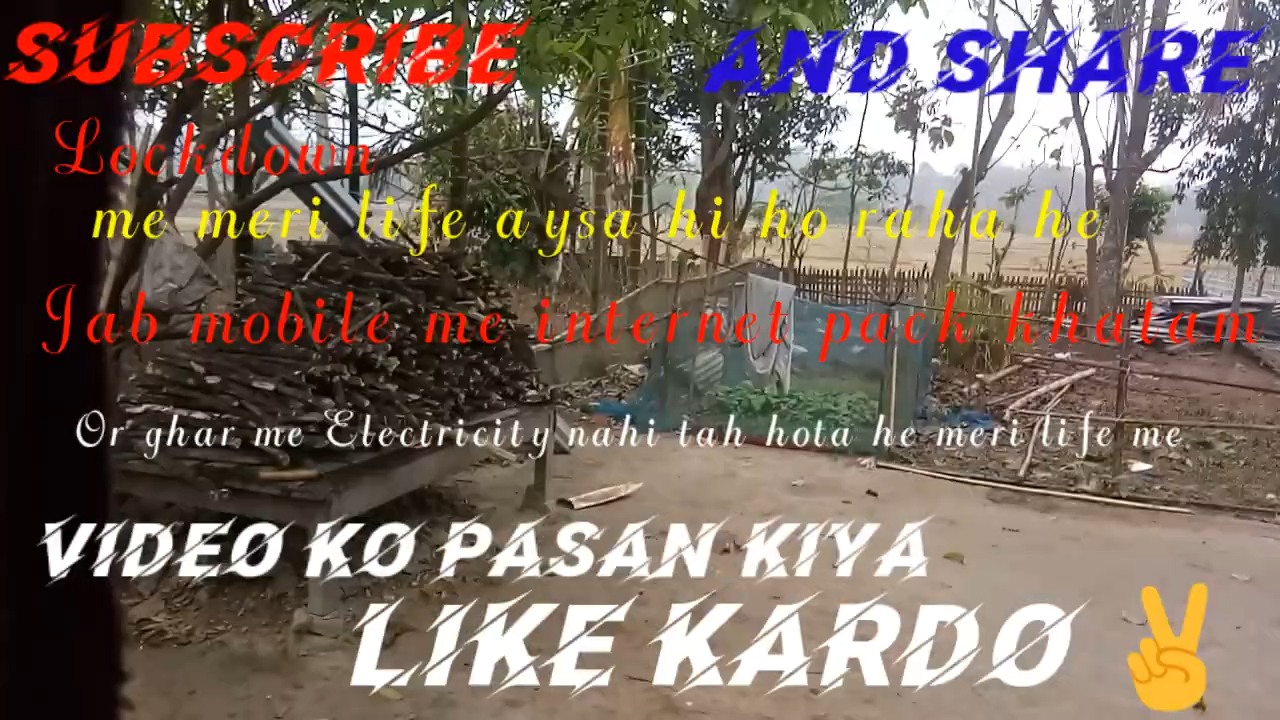 SUBSCRIBE AND SHARE
Lockdown
me meri life aysa hi ho raha he
Jab mobile me internet pack khatam
Or ghar me Electricity nahi tah hota he meri life me
VIDEO KO PASAN KIYA
LIKE KARDO ✌